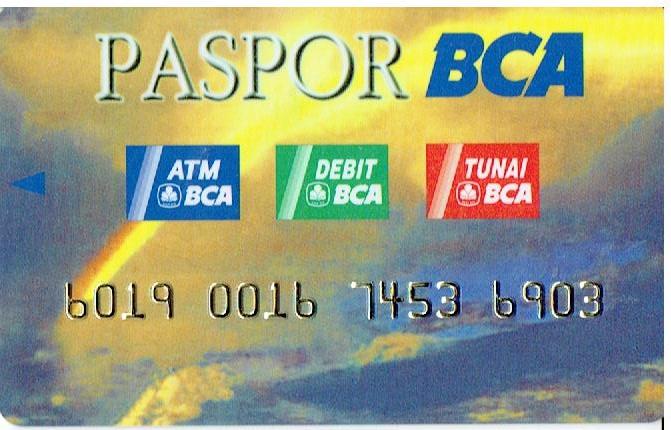 PASPOR BCA
ATM BCA
DEBIT BCA
TUNAI BCA
6019 0016 7453 6903